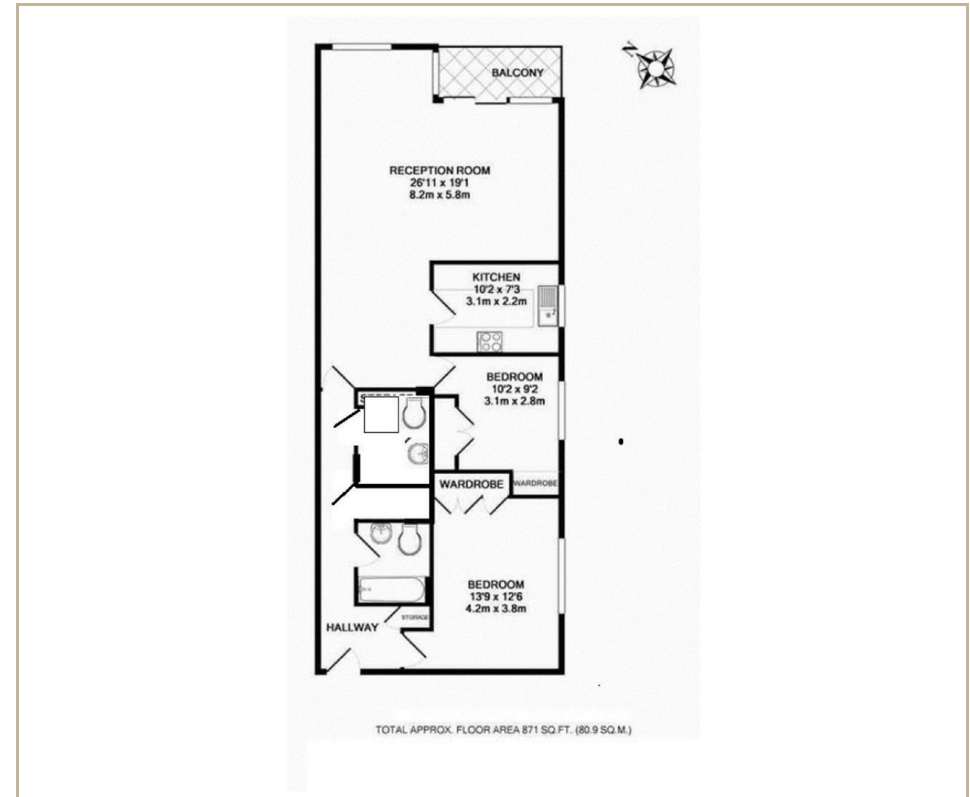 N
BALCONY
RECEPTION ROOM
26'11 x 19'1
8.2m x 5.8m
KITCHEN
10'2 x 7'3
3.1m x 2.2m
BEDROOM
10'2 x 9'2
3.1m x 2.8m
WARDROBE
WARDROBE
BEDROOM
13'9 x 12'6
4.2m x 3.8m
STORAGE
HALLWAY
TOTAL APPROX. FLOOR AREA 871 SQ.FT. (80.9 SQ.M.)